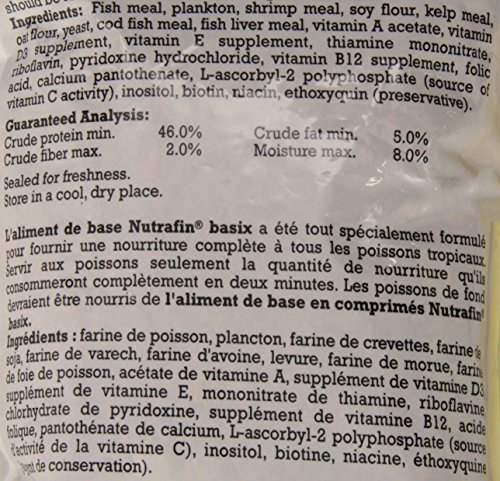 should be
Ingredients: Fish meal, plankton, shrimp meal, soy flour, kelp meal,
oat flour, yeast, cod fish meal, fish liver meal, vitamin A acetate, vitamin
D3 supplement, vitamin E supplement, thiamine mononitrate,
riboflavin, pyridoxine hydrochloride, vitamin B12 supplement, folic
acid, calcium pantothenate, L-ascorbyl-2 polyphosphate (source of
vitamin C activity), inositol, biotin, niacin, ethoxyquin (preservative).
Guaranteed Analysis:
Crude protein min. 46.0% Crude fat min. 5.0%
Crude fiber max. 2.0% Moisture max. 8.0%
Sealed for freshness.
Store in a cool, dry place.
L'aliment de base Nutrafin® basix a été tout spécialement formulé
pour fournir une nourriture complète à tous les poissons tropicaux.
Servir aux poissons seulement la quantité de nourriture qu'ils
consommeront complètement en deux minutes. Les poissons de fond
devraient être nourris de l'aliment de base en comprimés Nutrafin®
basix.
Ingrédients : farine de poisson, plancton, farine de crevettes, farine de
soja, farine de varech, farine d'avoine, levure, farine de morue, farine
de foie de poisson, acétate de vitamine A, supplément de vitamine D3,
supplément de vitamine E, mononitrate de thiamine, riboflavine,
chlorhydrate de pyridoxine, supplément de vitamine B12, acide
folique, pantothénate de calcium, L-ascorbyl-2 polyphosphate (source
d'activité de la vitamine C), inositol, biotine, niacine, éthoxyquine
(agent de conservation).